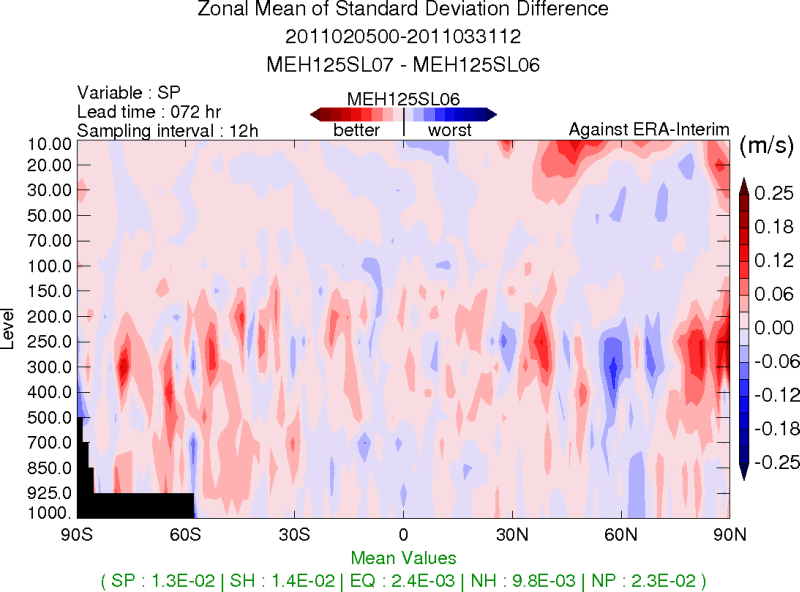 Zonal Mean of Standard Deviation Difference
2011020500-2011033112
MEH125SL07 - MEH125SL06
Variable : SP
Lead time : 072 hr
Sampling interval : 12h
MEH125SL06
better worst
Against ERA-Interim
(m/s)
10.00
20.00
30.00
50.00
70.00
100.0
150.0
200.0
250.0
300.0
400.0
500.0
700.0
850.0
925.0
1000.
Level
90S 60S 30S 0 30N 60N 90N
0.25
0.18
0.12
0.06
0.00
-0.06
-0.12
-0.18
-0.25
Mean Values
( SP : 1.3E-02 | SH : 1.4E-02 | EQ : 2.4E-03 | NH : 9.8E-03 | NP : 2.3E-02 )